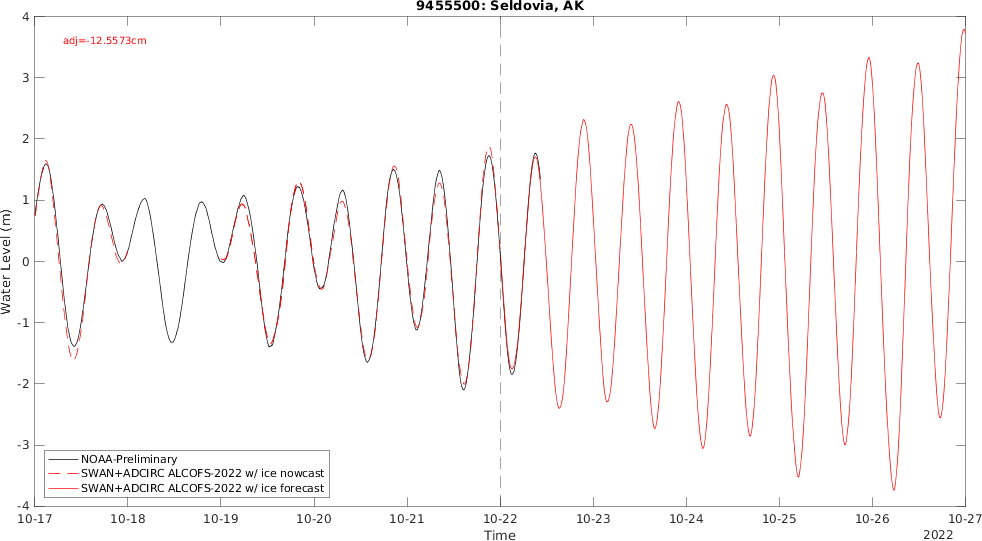 9455500: Seldovia, AK
adj=-12.5573cm
Water Level (m)
4
3
2
1
0
-1
-2
-3
-4
NOAA-Preliminary
SWAN+ADCIRC ALCOFS-2022 w/ ice nowcast
SWAN+ADCIRC ALCOFS-2022 w/ ice forecast
10-17 10-18 10-19 10-20 10-21 10-22 10-23 10-24 10-25 10-26 10-27
Time
2022